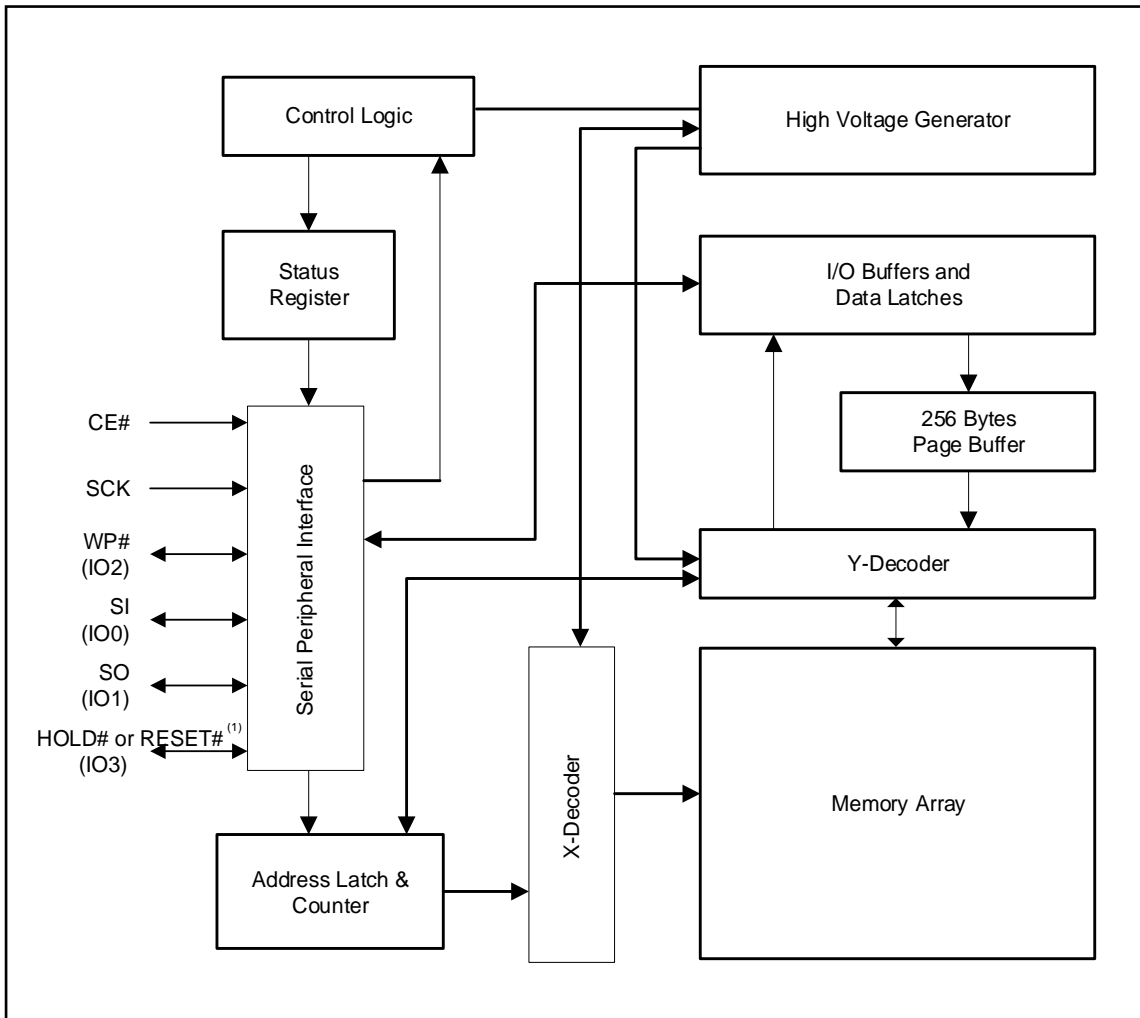 Control Logic
High Voltage Generator
Status
Register
I/O Buffers and
Data Latches
256 Bytes
Page Buffer
CE#
SCK
WP#
(IO2)
SI
(IO0)
SO
(IO1)
HOLD# or RESET# (1)
(IO3)
Serial Peripheral Interface
Y-Decoder
X-Decoder
Memory Array
Address Latch &
Counter